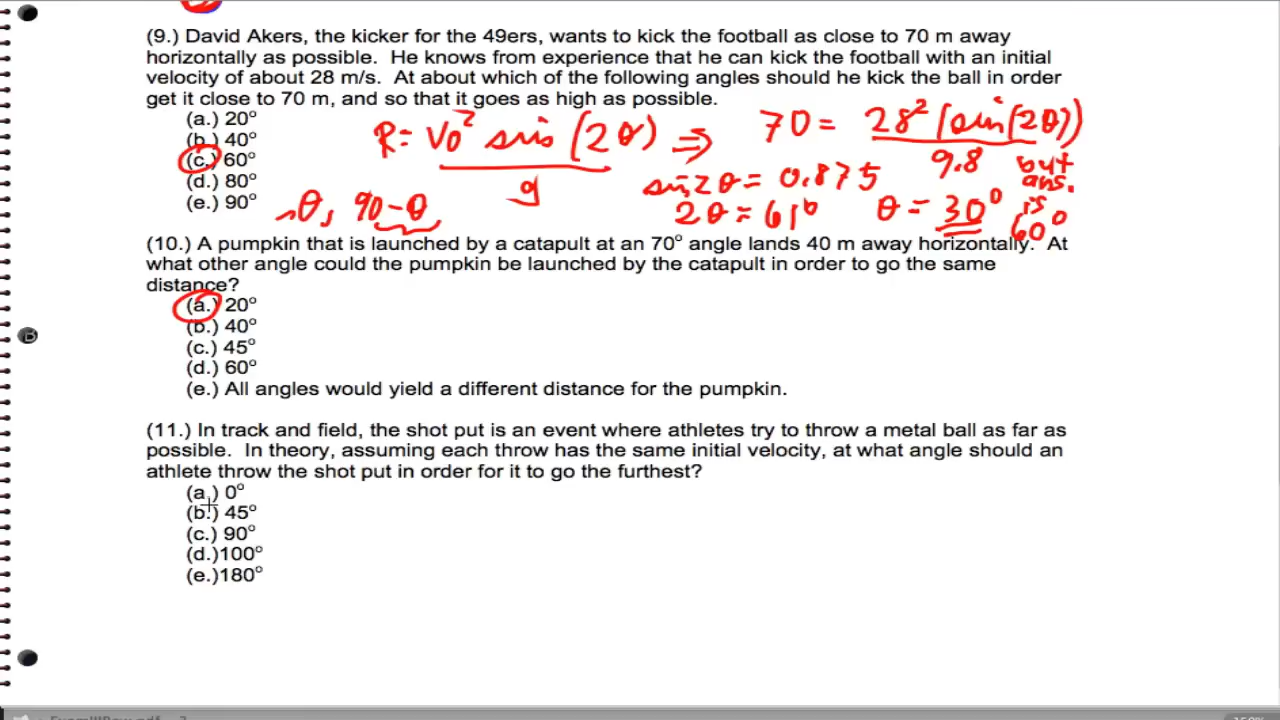 (9.) David Akers, the kicker for the 49ers, wants to kick the football as close to 70 m away
horizontally as possible. He knows from experience that he can kick the football with an initial
velocity of about 28 m/s. At about which of the following angles should he kick the ball in order
get it close to 70 m, and so that it goes as high as possible.
(a.) 20°
(b.) 40°
(c.) 60°
(d.) 80°
(e.) 90°
R = V0² sin (2θ) / g ⇒ 70 = 28² (sin(2θ)) / 9.8
sin 2θ = 0.875
2θ = 61° θ = 30°
but
ans.
is
60°
θ, 90-θ
(10.) A pumpkin that is launched by a catapult at an 70° angle lands 40 m away horizontally. At
what other angle could the pumpkin be launched by the catapult in order to go the same
distance?
(a.) 20°
(b.) 40°
(c.) 45°
(d.) 60°
(e.) All angles would yield a different distance for the pumpkin.
(11.) In track and field, the shot put is an event where athletes try to throw a metal ball as far as
possible. In theory, assuming each throw has the same initial velocity, at what angle should an
athlete throw the shot put in order for it to go the furthest?
(a.) 0°
(b.) 45°
(c.) 90°
(d.)100°
(e.)180°